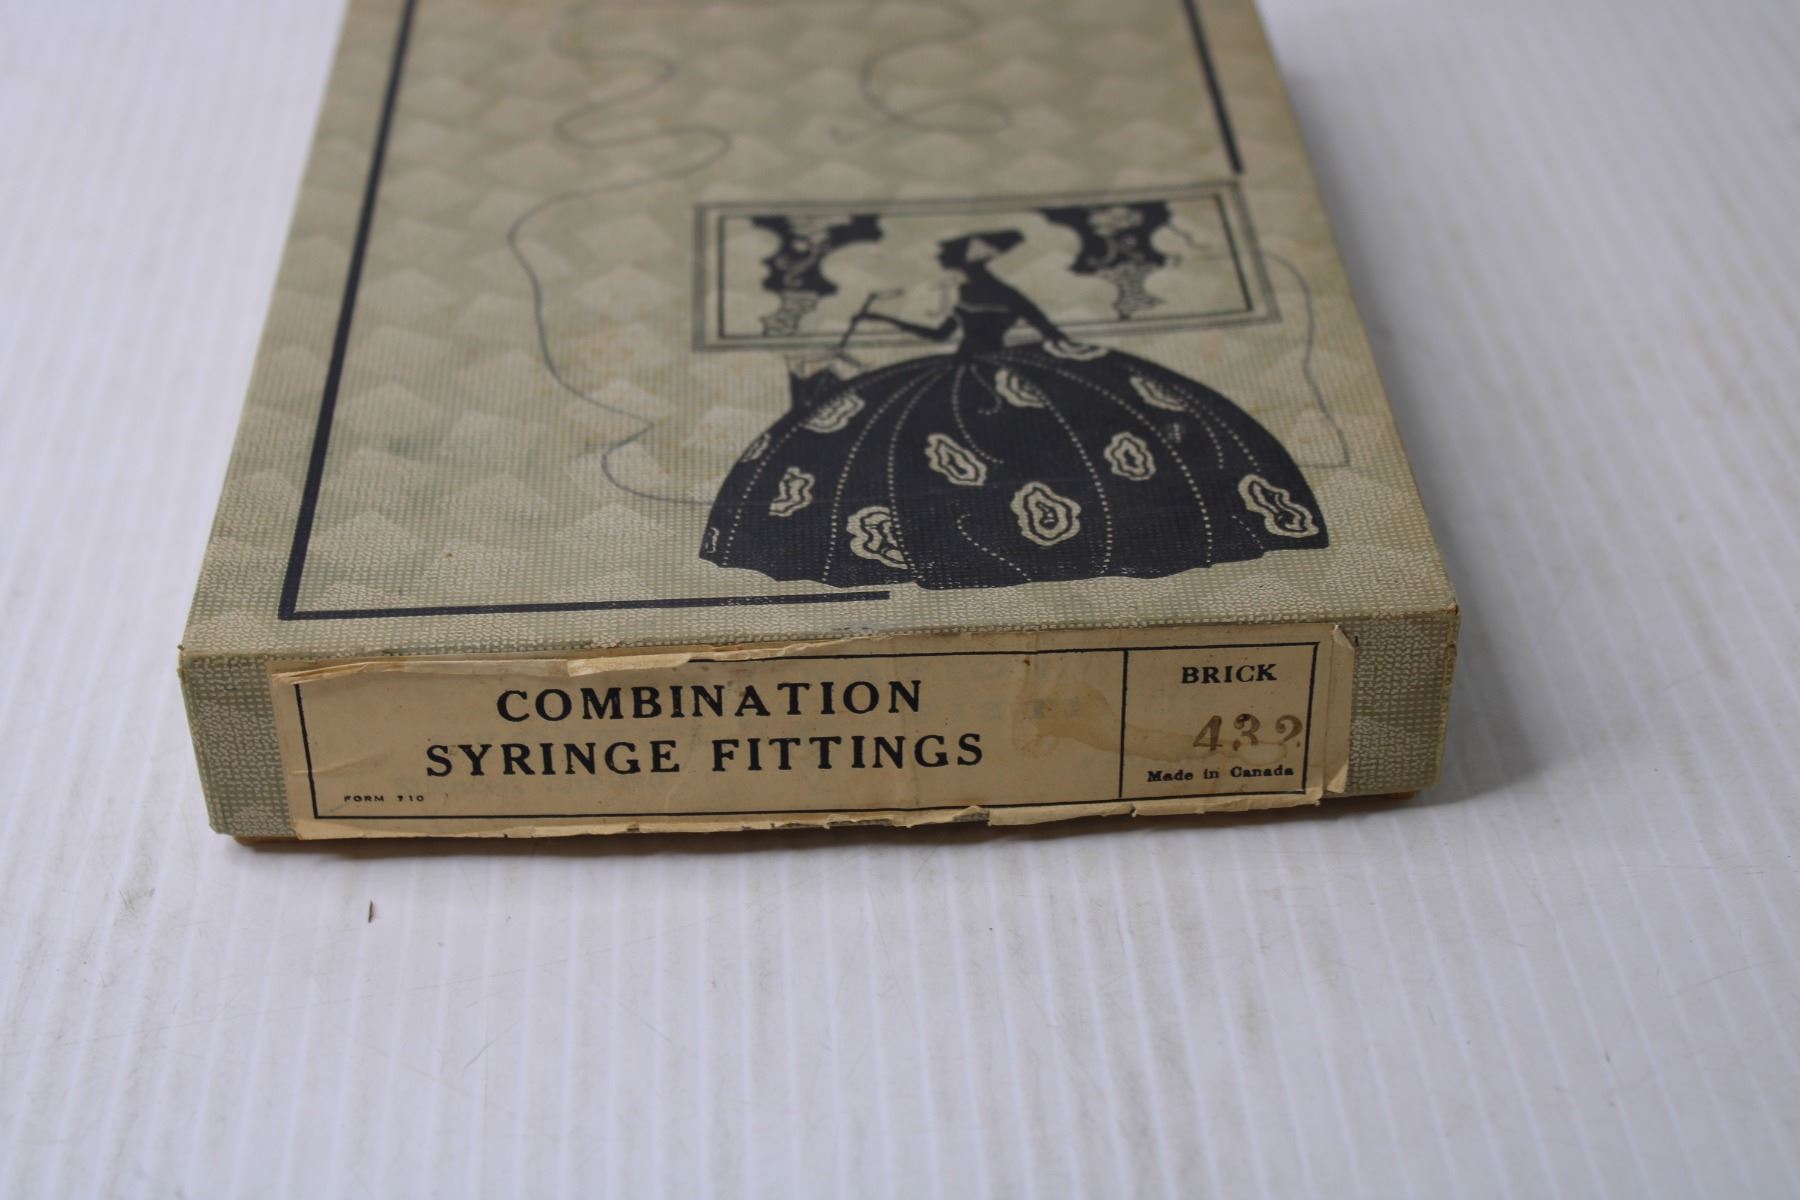 COMBINATION
SYRINGE FITTINGS
FORM 710
BRICK
432
Made in Canada